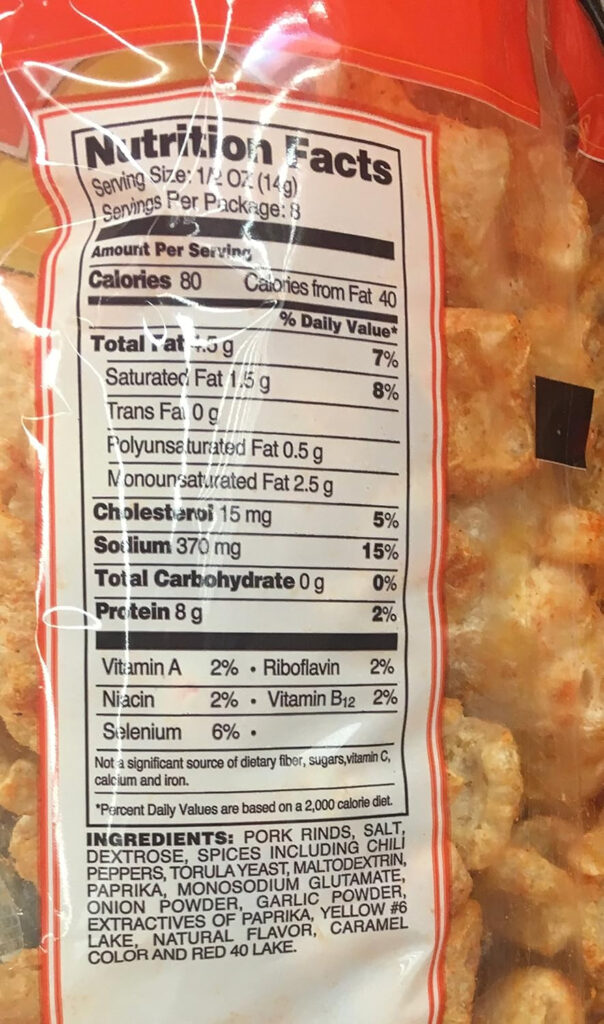 Nutrition Facts
Serving Size: 1/2 OZ (14g)
Servings Per Package: 8
Amount Per Serving
Calories 80 Calories from Fat 40
% Daily Value*
Total Fat 4.5 g 7%
Saturated Fat 1.5 g 8%
Trans Fat 0 g
Polyunsaturated Fat 0.5 g
Monounsaturated Fat 2.5 g
Cholesterol 15 mg 5%
Sodium 370 mg 15%
Total Carbohydrate 0 g 0%
Protein 8 g 2%
Vitamin A 2% • Riboflavin 2%
Niacin 2% • Vitamin B12 2%
Selenium 6% •
Not a significant source of dietary fiber, sugars,vitamin C,
calcium and iron.
*Percent Daily Values are based on a 2,000 calorie diet.
INGREDIENTS: PORK RINDS, SALT,
DEXTROSE, SPICES INCLUDING CHILI
PEPPERS, TORULA YEAST, MALTODEXTRIN,
PAPRIKA, MONOSODIUM GLUTAMATE,
ONION POWDER, GARLIC POWDER,
EXTRACTIVES OF PAPRIKA, YELLOW #6
LAKE, NATURAL FLAVOR, CARAMEL
COLOR AND RED 40 LAKE.